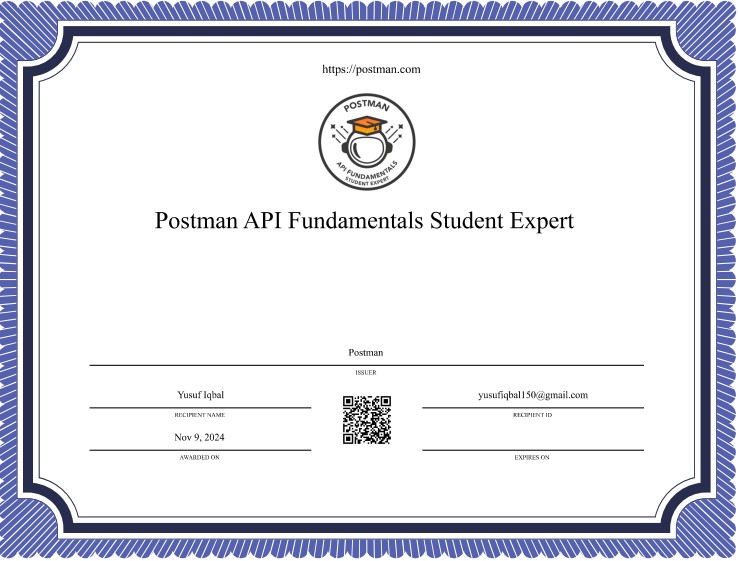 https://postman.com
POSTMAN
API FUNDAMENTALS
STUDENT EXPERT
Postman API Fundamentals Student Expert
Postman
ISSUER
Yusuf Iqbal
yusufiqbal150@gmail.com
RECIPIENT NAME
RECIPIENT ID
Nov 9, 2024
AWARDED ON
EXPIRES ON